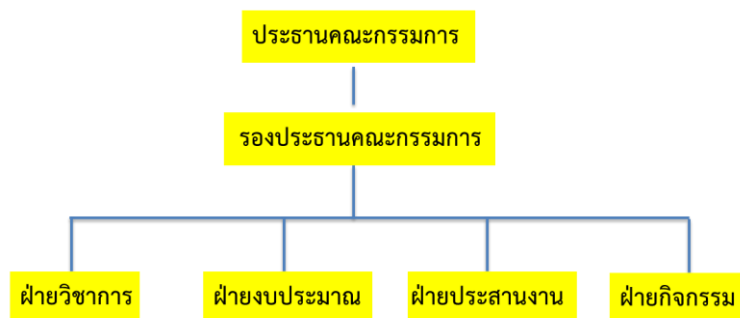 ประธานคณะกรรมการ
รองประธานคณะกรรมการ
ฝ่ายวิชาการ
ฝ่ายงบประมาณ
ฝ่ายประสานงาน
ฝ่ายกิจกรรม